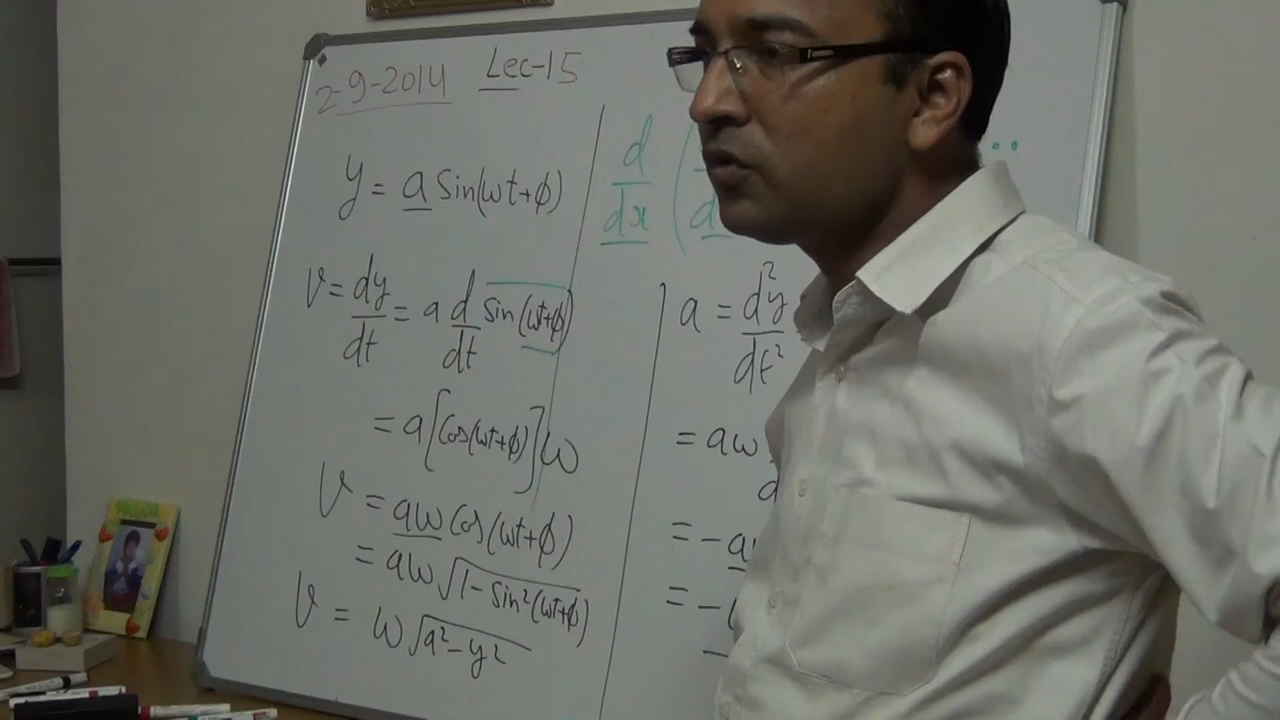 2-9-2014 Lec-15
y = a Sin(ωt+ϕ)
V = dy/dt = a d/dt sin(ωt+ϕ)
= a[Cos(ωt+ϕ)]ω
V = aω Cos(ωt+ϕ)
= aω√1-Sin²(ωt+ϕ)
V = ω√a²-y²
d/dx (
d
a = d²y/dt²
= aω
d
= -a
= -